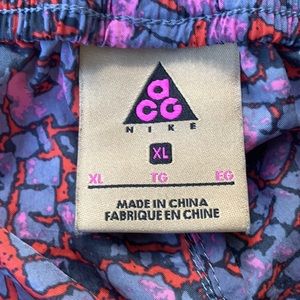 acG
NIKE
XL
XL TG EG
MADE IN CHINA
FABRIQUE EN CHINE